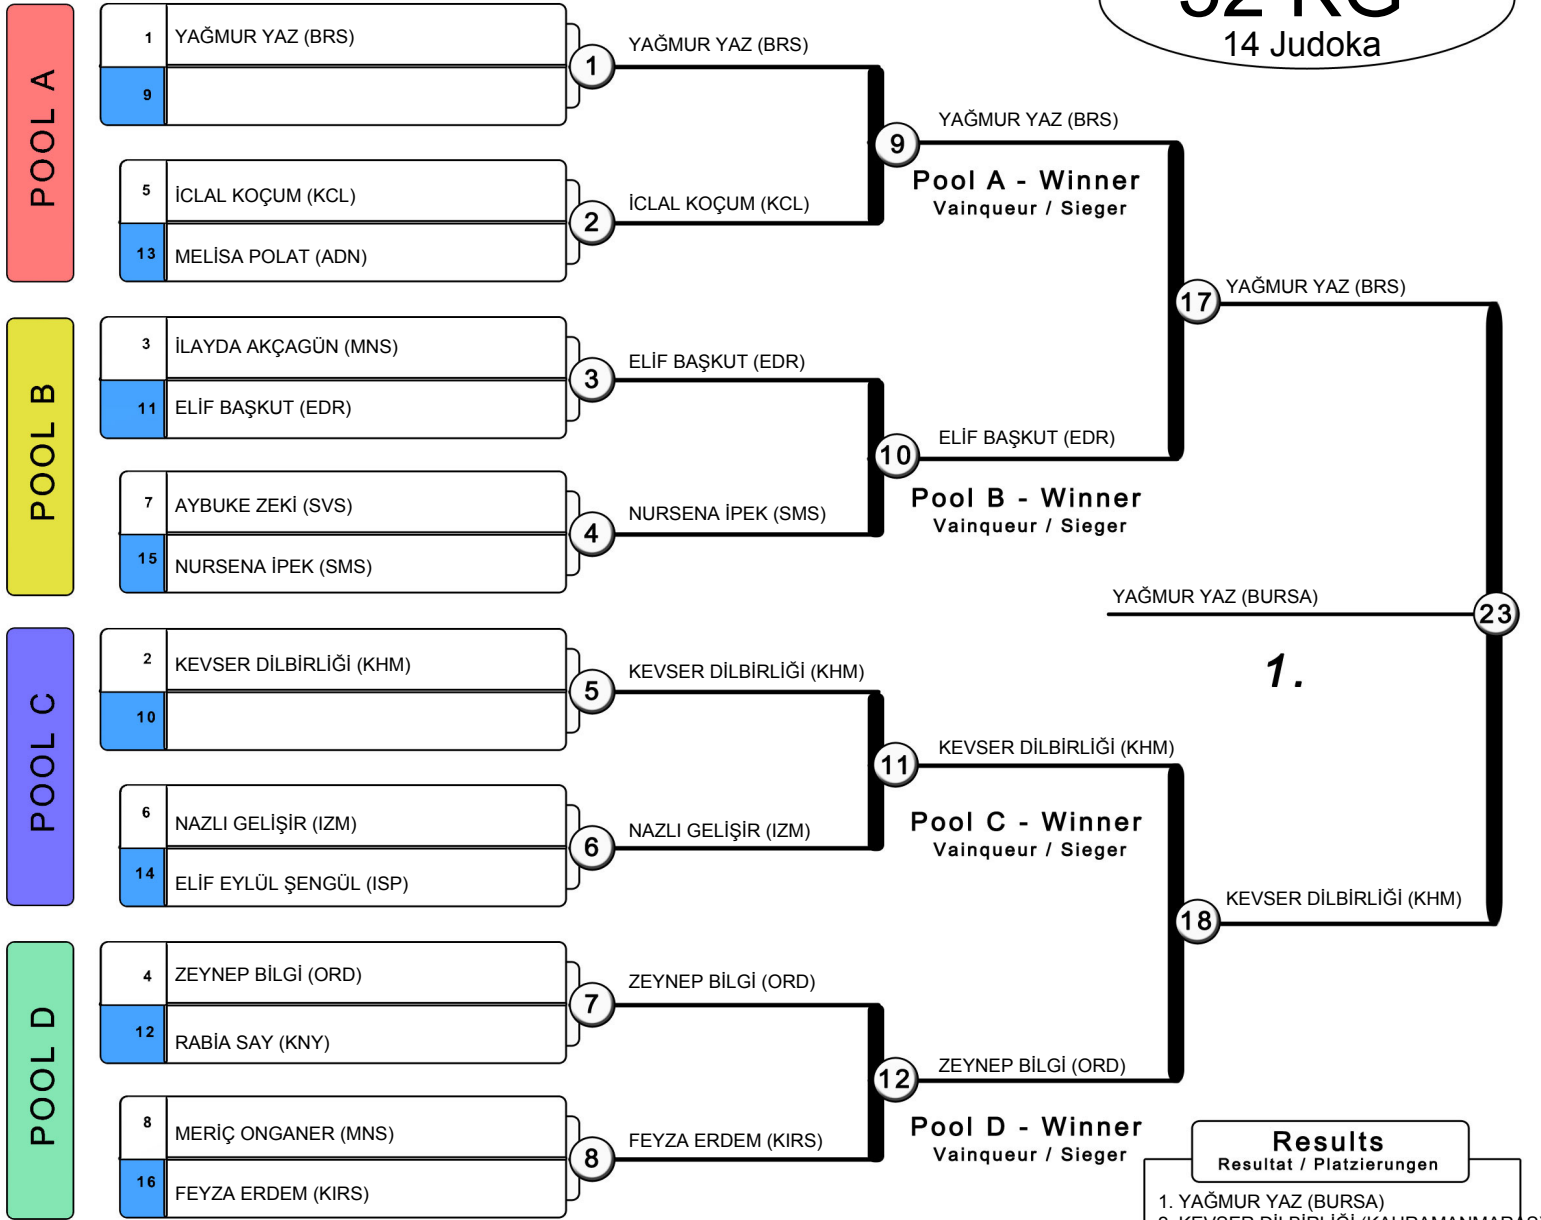 52 KG
14 Judoka
POOL A
1 YAĞMUR YAZ (BRS)
9
5 İCLAL KOÇUM (KCL)
13 MELİSA POLAT (ADN)
1 YAĞMUR YAZ (BRS)
2 İCLAL KOÇUM (KCL)
9 YAĞMUR YAZ (BRS)
Pool A - Winner
Vainqueur / Sieger
POOL B
3 İLAYDA AKÇAGÜN (MNS)
11 ELİF BAŞKUT (EDR)
7 AYBUKE ZEKİ (SVS)
15 NURSENA İPEK (SMS)
3 ELİF BAŞKUT (EDR)
4 NURSENA İPEK (SMS)
10 ELİF BAŞKUT (EDR)
Pool B - Winner
Vainqueur / Sieger
17 YAĞMUR YAZ (BRS)
YAĞMUR YAZ (BURSA) 23
1.
POOL C
2 KEVSER DİLBİRLİĞİ (KHM)
10
6 NAZLI GELİŞİR (IZM)
14 ELİF EYLÜL ŞENGÜL (ISP)
5 KEVSER DİLBİRLİĞİ (KHM)
6 NAZLI GELİŞİR (IZM)
11 KEVSER DİLBİRLİĞİ (KHM)
Pool C - Winner
Vainqueur / Sieger
18 KEVSER DİLBİRLİĞİ (KHM)
POOL D
4 ZEYNEP BİLGİ (ORD)
12 RABİA SAY (KNY)
8 MERİÇ ONGANER (MNS)
16 FEYZA ERDEM (KIRS)
7 ZEYNEP BİLGİ (ORD)
8 FEYZA ERDEM (KIRS)
12 ZEYNEP BİLGİ (ORD)
Pool D - Winner
Vainqueur / Sieger
Results
Resultat / Platzierungen
1. YAĞMUR YAZ (BURSA)
2. KEVSER DİLBİRLİĞİ